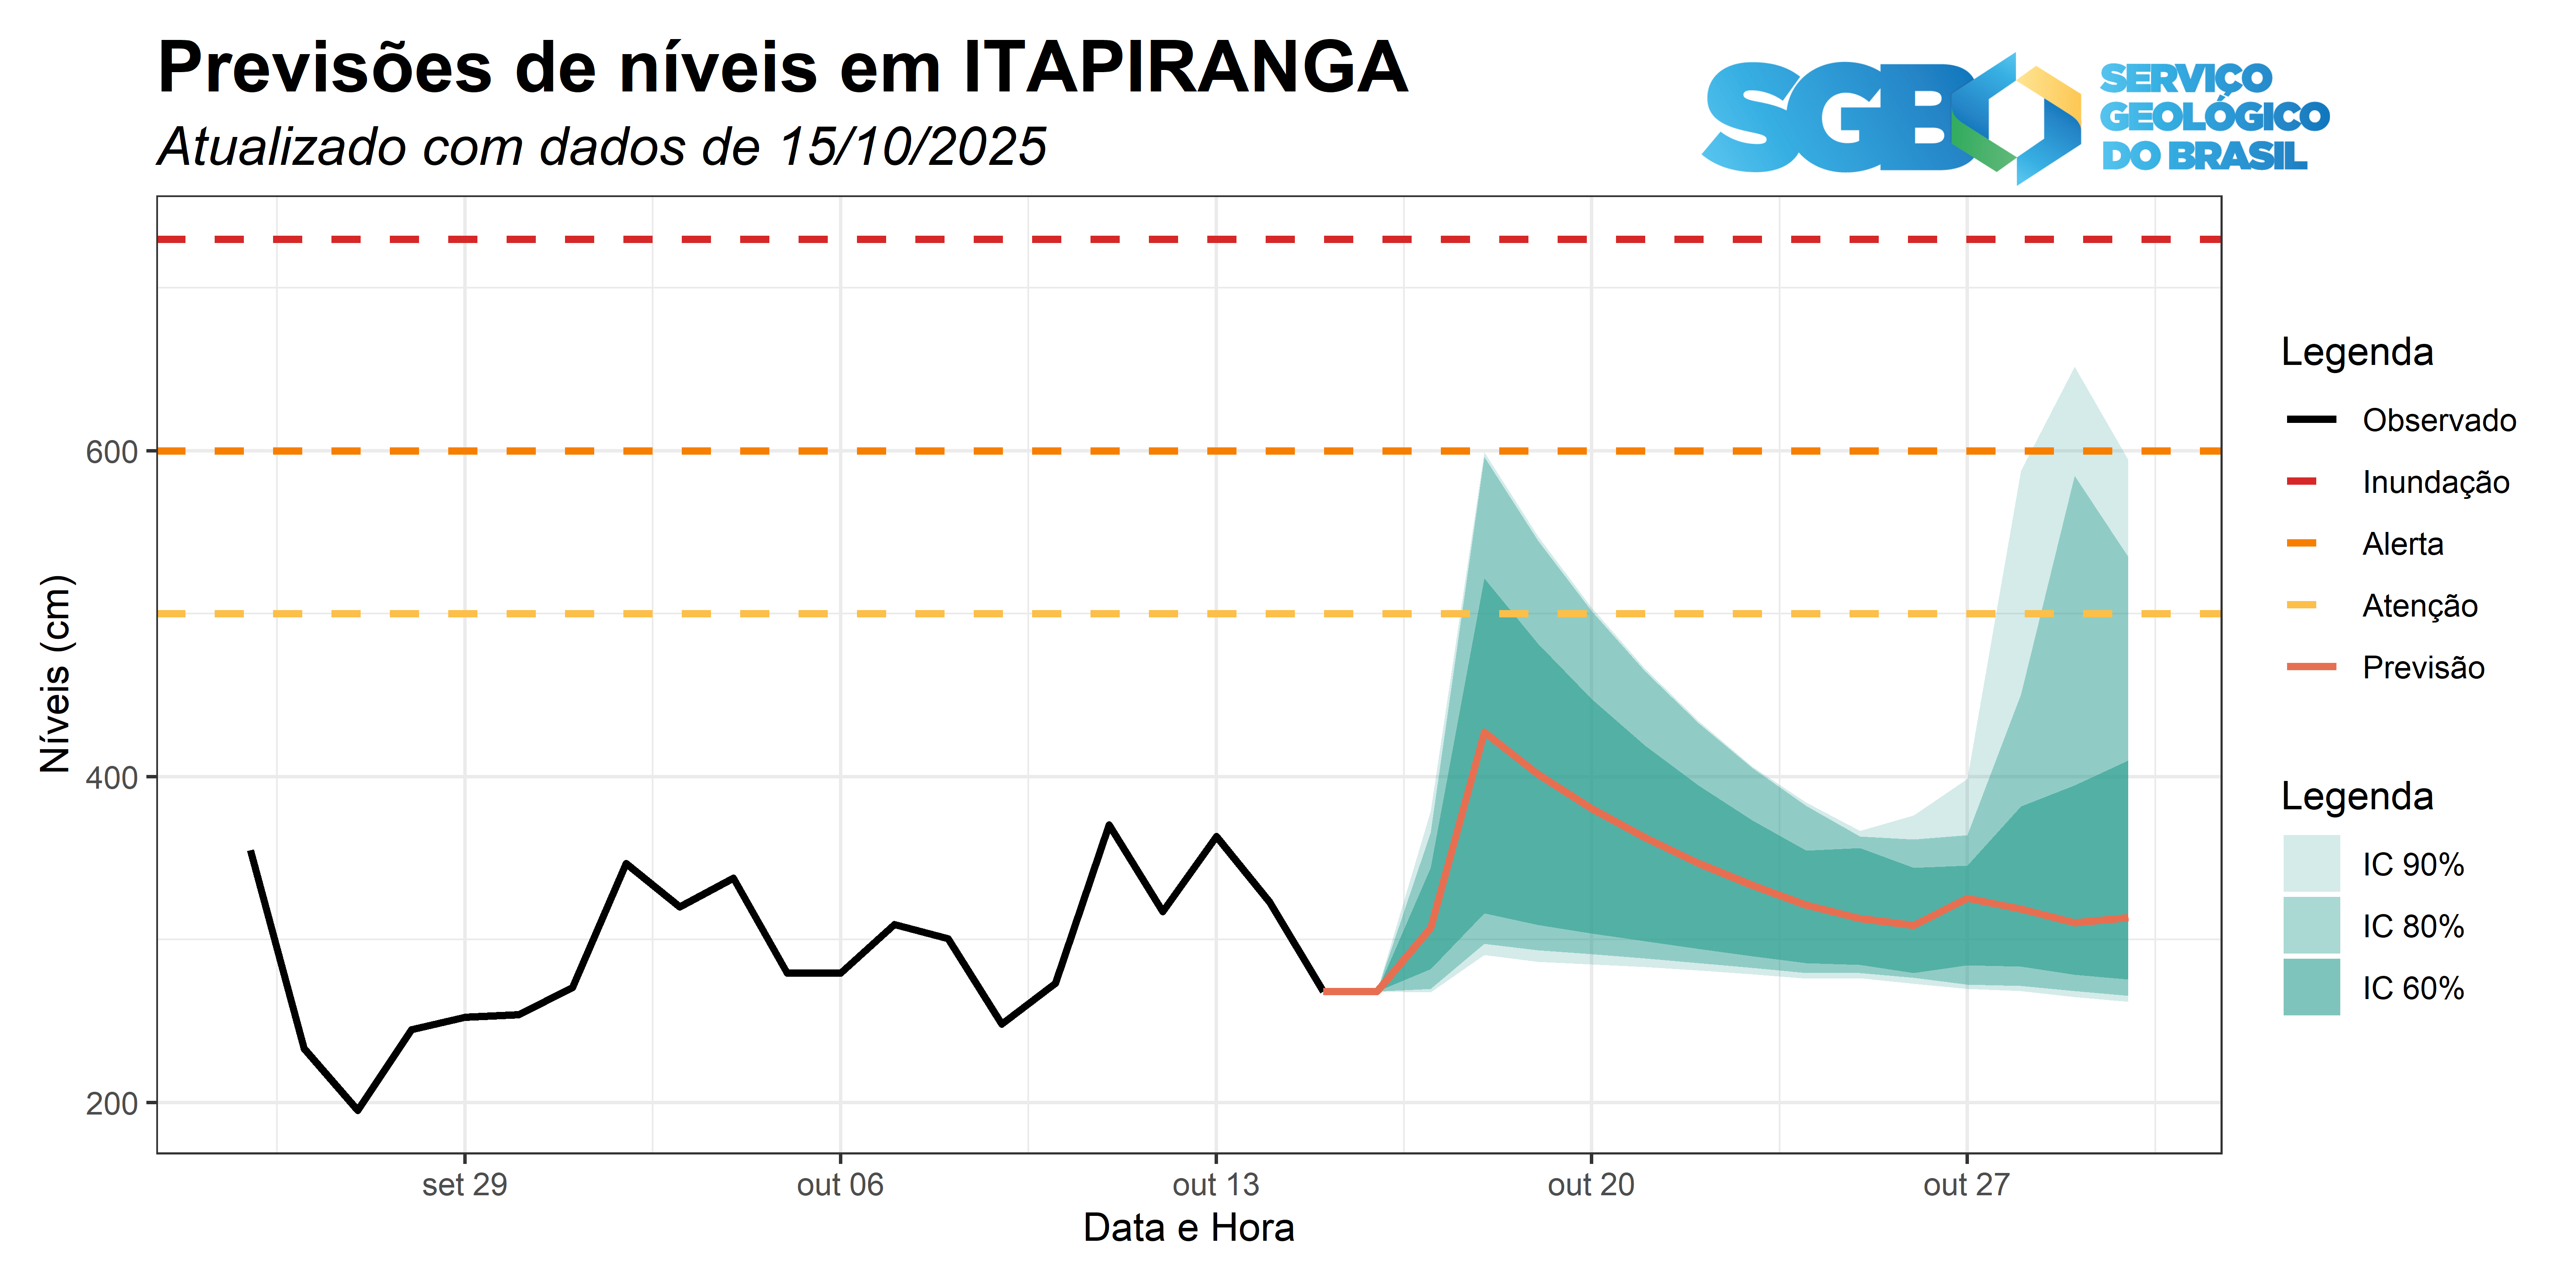 Previsões de níveis em ITAPIRANGA
Atualizado com dados de 15/10/2025
SGB
SERVIÇO
GEOLÓGICO
DO BRASIL
Níveis (cm)
600
400
200
set 29
out 06
out 13
out 20
out 27
Data e Hora
Legenda
Observado
Inundação
Alerta
Atenção
Previsão
Legenda
IC 90%
IC 80%
IC 60%